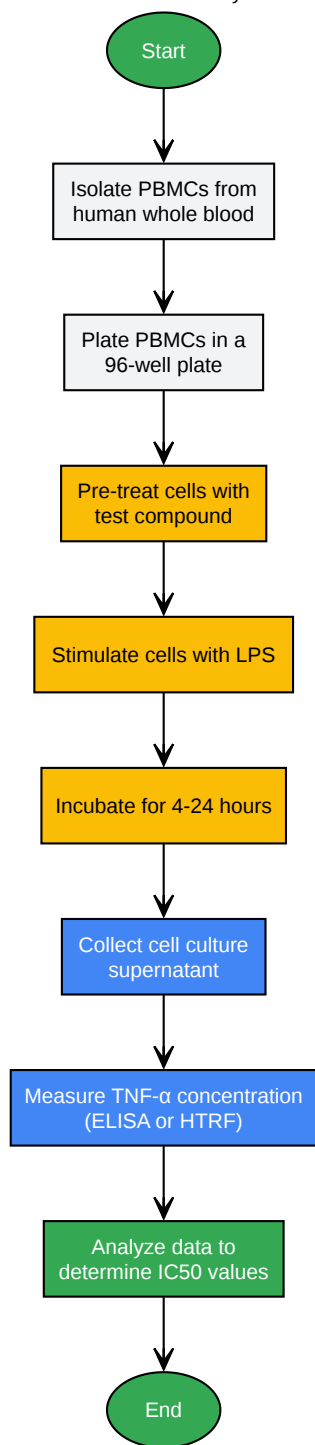 Start
Isolate PBMCs from
human whole blood
Plate PBMCs in a
96-well plate
Pre-treat cells with
test compound
Stimulate cells with LPS
Incubate for 4-24 hours
Collect cell culture
supernatant
Measure TNF-α concentration
(ELISA or HTRF)
Analyze data to
determine IC50 values
End